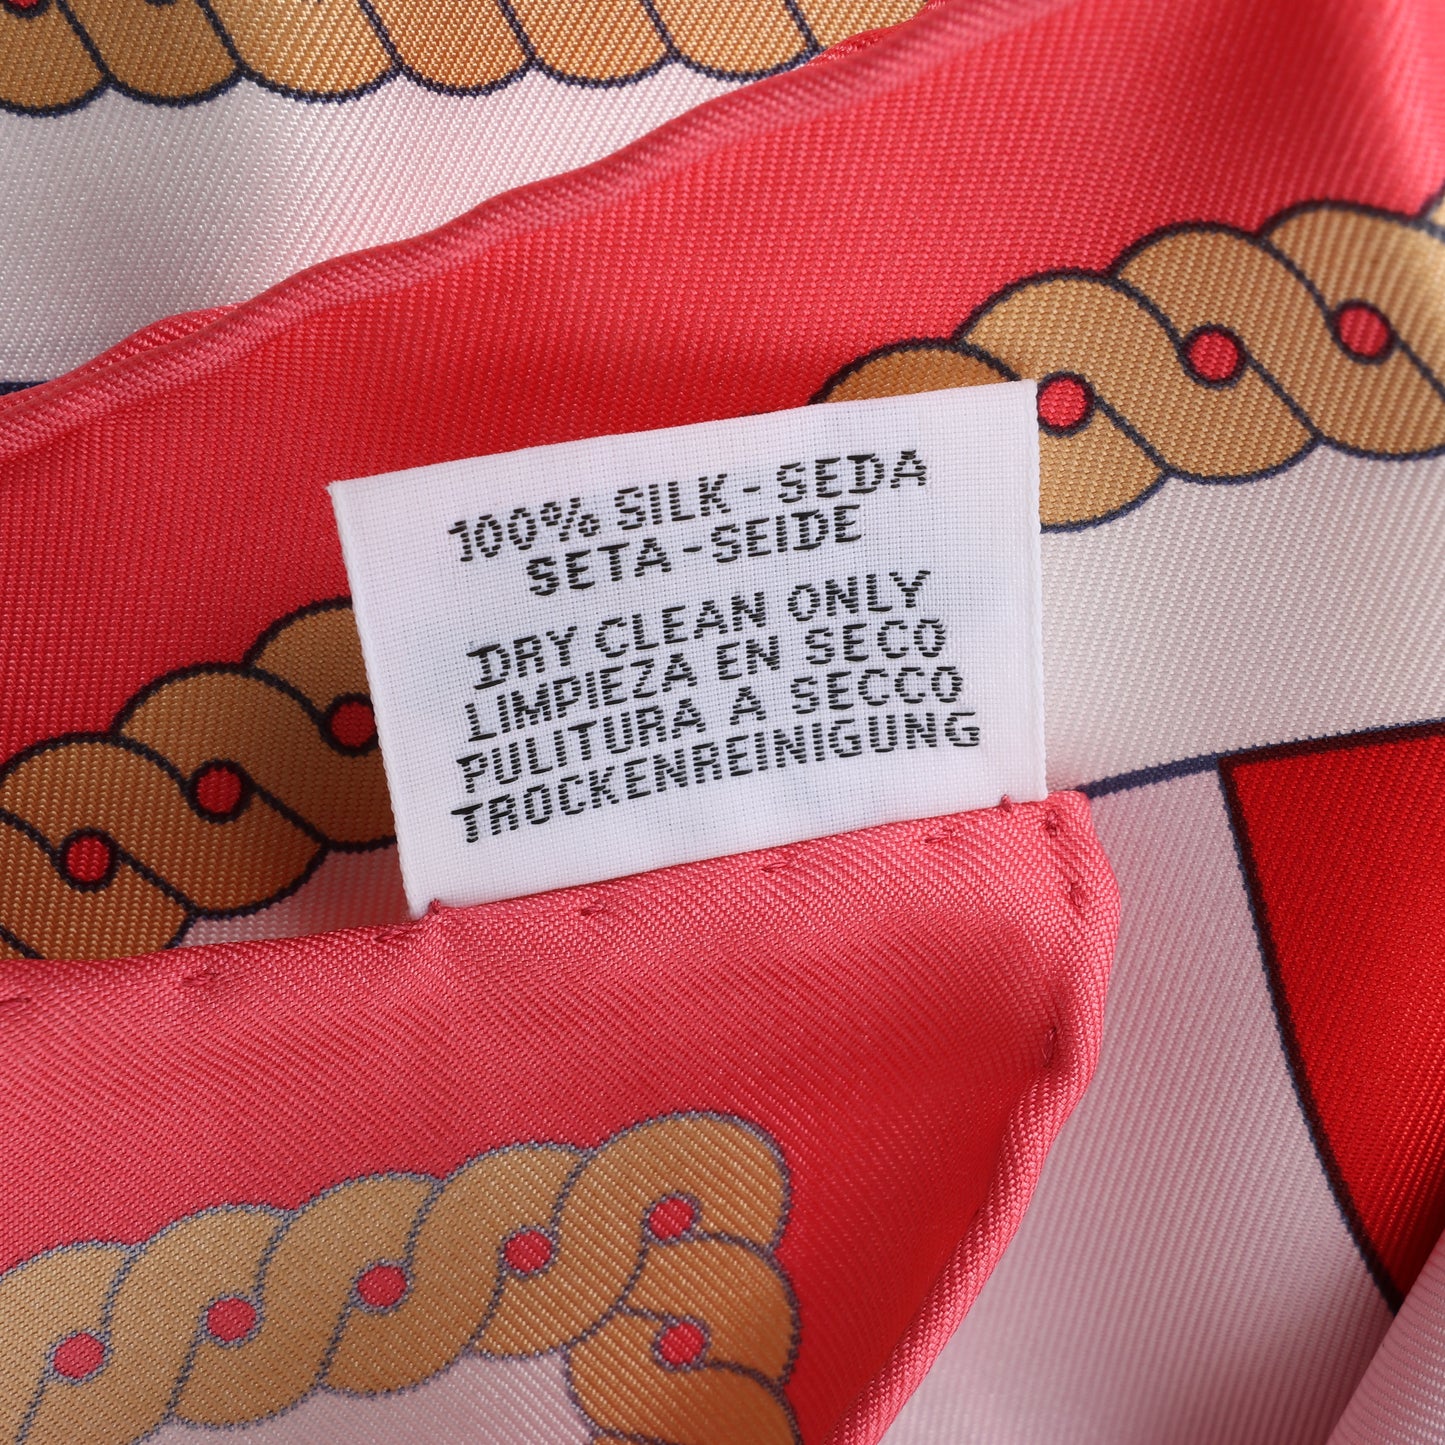 100% SILK - SEDA
SETA - SEIDE
DRY CLEAN ONLY
LIMPIEZA EN SECO
PULITURA A SECCO
TROCKENREINIGUNG